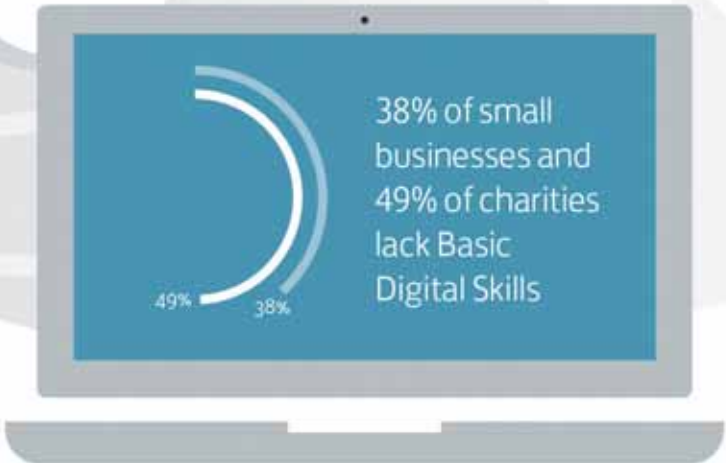 38% of small
businesses and
49% of charities
lack Basic
Digital Skills
49%
38%